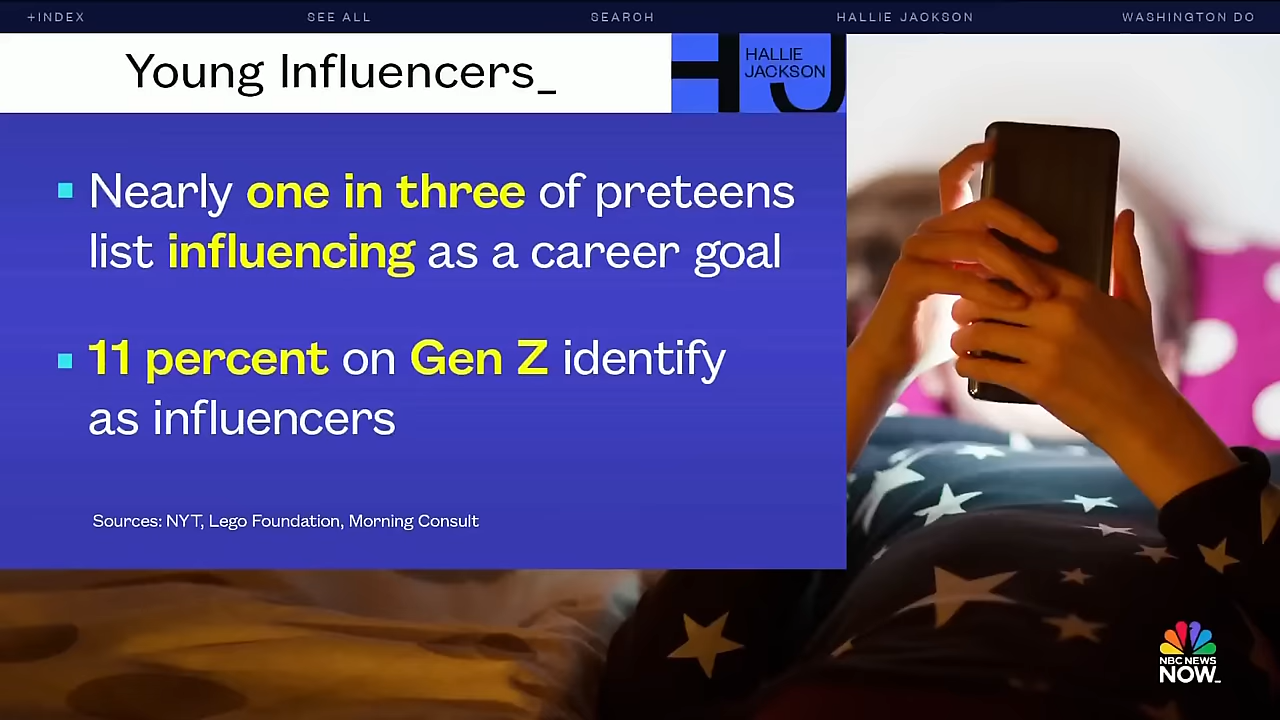 +INDEX
SEE ALL
SEARCH
HALLIE JACKSON
WASHINGTON DO
Young Influencers_
HJ
HALLIE
JACKSON
Nearly one in three of preteens
list influencing as a career goal
11 percent on Gen Z identify
as influencers
Sources: NYT, Lego Foundation, Morning Consult
NBC NEWS
NOW_